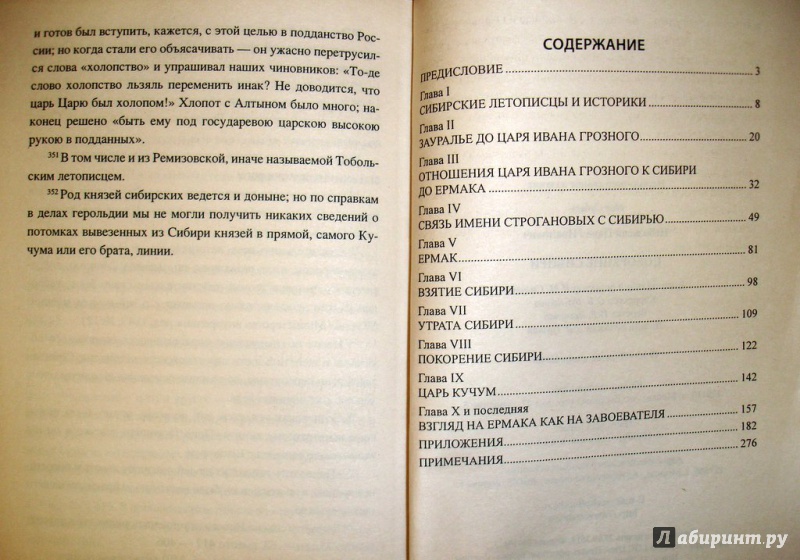 и готов был вступить, кажется, с этой целью в подданство Рос-
сии; но когда стали его объясачивать — он ужасно перетрусил-
ся слова «холопство» и упрашивал наших чиновников: «То-де
слово холопство льзяль переменить инак? Не доводится, что
царь Царю был холопом!» Хлопот с Алтыном было много; на-
конец решено «быть ему под государевою царскою высокою
рукою в подданных».
351 В том числе и из Ремизовской, иначе называемой Тоболь-
ским летописцем.
352 Род князей сибирских ведется и доныне; но по справкам
в делах герольдии мы не могли получить никаких сведений о
потомках вывезенных из Сибири князей в прямой, самого Ку-
чума или его брата, линии.
СОДЕРЖАНИЕ
ПРЕДИСЛОВИЕ 3
Глава I
СИБИРСКИЕ ЛЕТОПИСЦЫ И ИСТОРИКИ 8
Глава II
ЗАУРАЛЬЕ ДО ЦАРЯ ИВАНА ГРОЗНОГО 20
Глава III
ОТНОШЕНИЯ ЦАРЯ ИВАНА ГРОЗНОГО К СИБИРИ
ДО ЕРМАКА 32
Глава IV
СВЯЗЬ ИМЕНИ СТРОГАНОВЫХ С СИБИРЬЮ 49
Глава V
ЕРМАК 81
Глава VI
ВЗЯТИЕ СИБИРИ 98
Глава VII
УТРАТА СИБИРИ 109
Глава VIII
ПОКОРЕНИЕ СИБИРИ 122
Глава IX
ЦАРЬ КУЧУМ 142
Глава X и последняя
ВЗГЛЯД НА ЕРМАКА КАК НА ЗАВОЕВАТЕЛЯ 157
ПРИЛОЖЕНИЯ 182
ПРИМЕЧАНИЯ 276
Лабиринт.ру